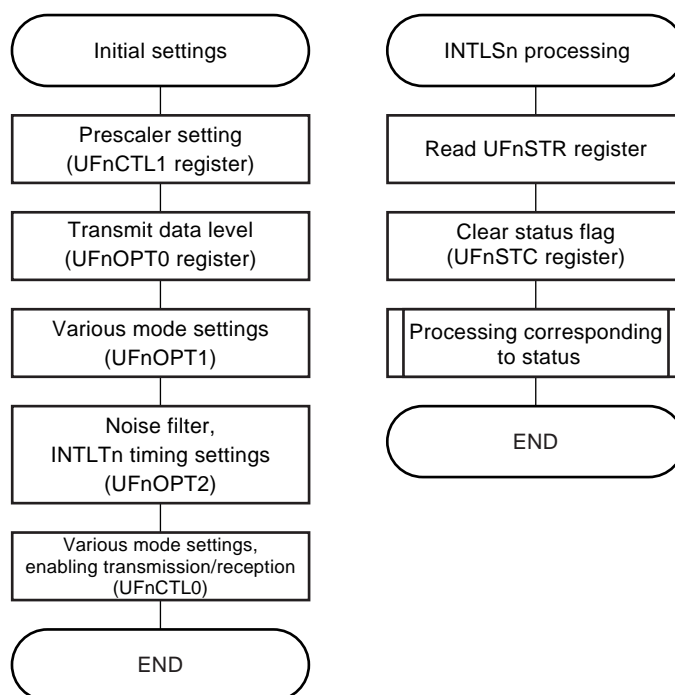 Initial settings
Prescaler setting
(UFnCTL1 register)
Transmit data level
(UFnOPT0 register)
Various mode settings
(UFnOPT1)
Noise filter,
INTLTn timing settings
(UFnOPT2)
Various mode settings,
enabling transmission/reception
(UFnCTL0)
END
INTLSn processing
Read UFnSTR register
Clear status flag
(UFnSTC register)
Processing corresponding
to status
END